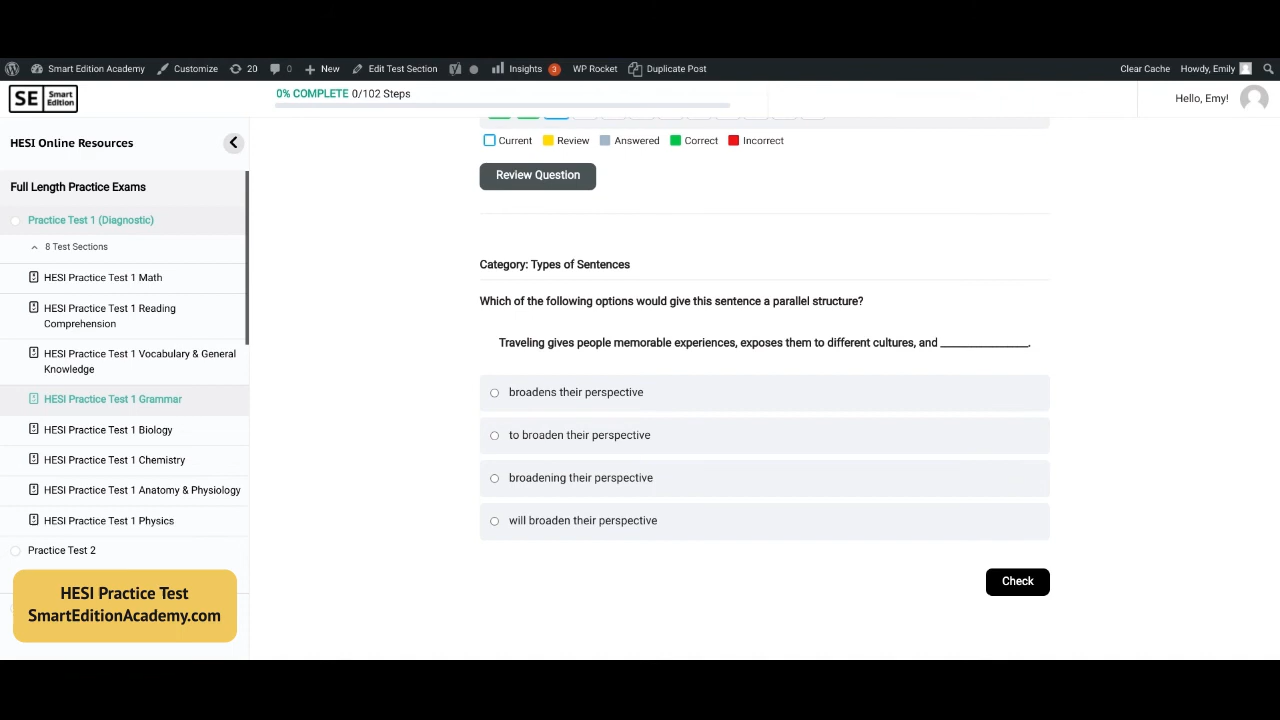 Smart Edition Academy Customize 20 0 New Edit Test Section Insights 3 WP Rocket Duplicate Post Clear Cache Howdy, Emily
SE Smart Edition
0% COMPLETE 0/102 Steps
Hello, Emy!
HESI Online Resources
Full Length Practice Exams
Practice Test 1 (Diagnostic)
8 Test Sections
HESI Practice Test 1 Math
HESI Practice Test 1 Reading
Comprehension
HESI Practice Test 1 Vocabulary & General
Knowledge
HESI Practice Test 1 Grammar
HESI Practice Test 1 Biology
HESI Practice Test 1 Chemistry
HESI Practice Test 1 Anatomy & Physiology
HESI Practice Test 1 Physics
Practice Test 2
HESI Practice Test
SmartEditionAcademy.com
Current Review Answered Correct Incorrect
Review Question
Category: Types of Sentences
Which of the following options would give this sentence a parallel structure?
Traveling gives people memorable experiences, exposes them to different cultures, and ________________.
broadens their perspective
to broaden their perspective
broadening their perspective
will broaden their perspective
Check